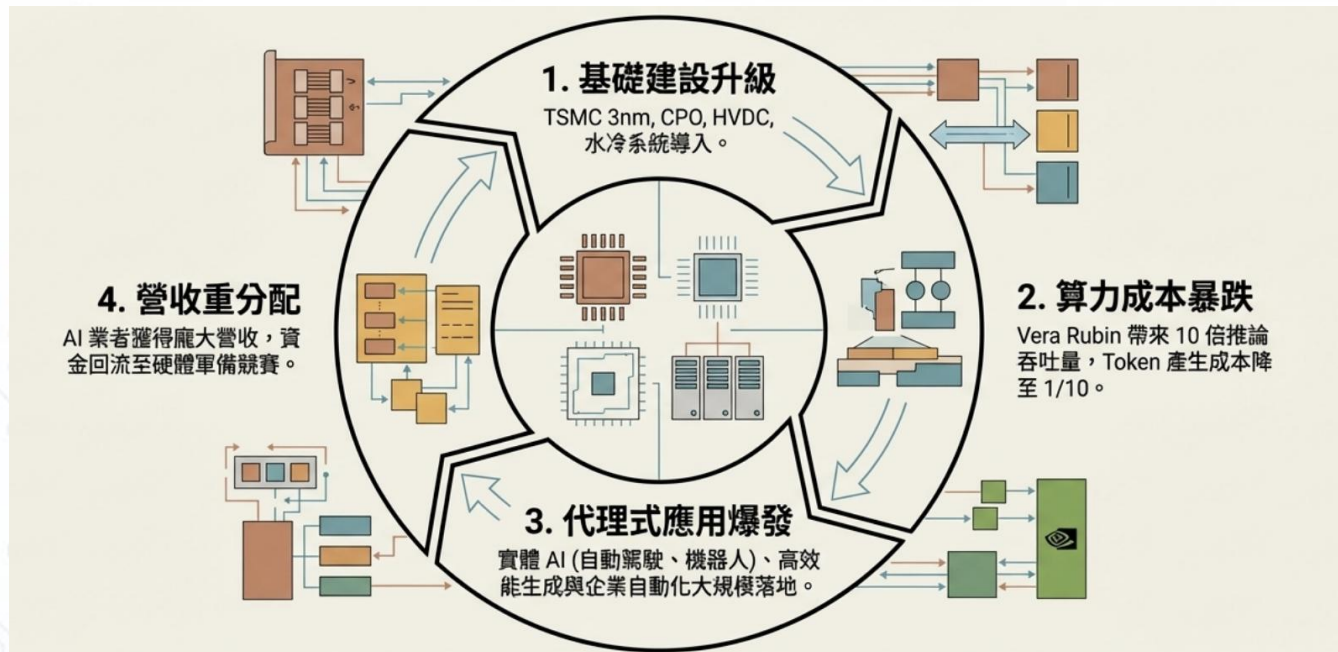 1. 基礎建設升級
TSMC 3nm, CPO, HVDC,
水冷系統導入。
2. 算力成本暴跌
Vera Rubin 帶來 10 倍推論
吞吐量，Token 產生成本降
至 1/10。
3. 代理式應用爆發
實體 AI (自動駕駛、機器人)、高效
能生成與企業自動化大規模落地。
4. 營收重分配
AI 業者獲得龐大營收，資
金回流至硬體軍備競賽。